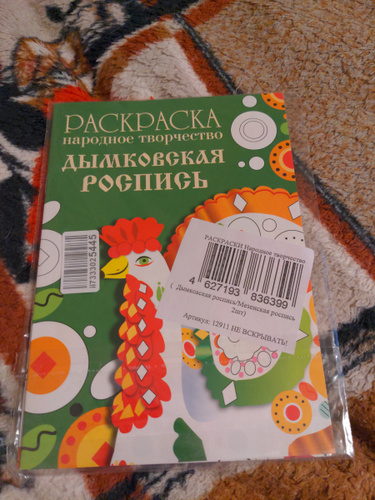 РАСКРАСКА
народное творчество
ДЫМКОВСКАЯ
РОСПИСЬ
ii7333025445
РАСКРАСКИ Народное творчество
4 627193 836399
( Дымковская роспись/Мезенская роспись
2шт)
Артикул: 12911 НЕ ВСКРЫВАТЬ!